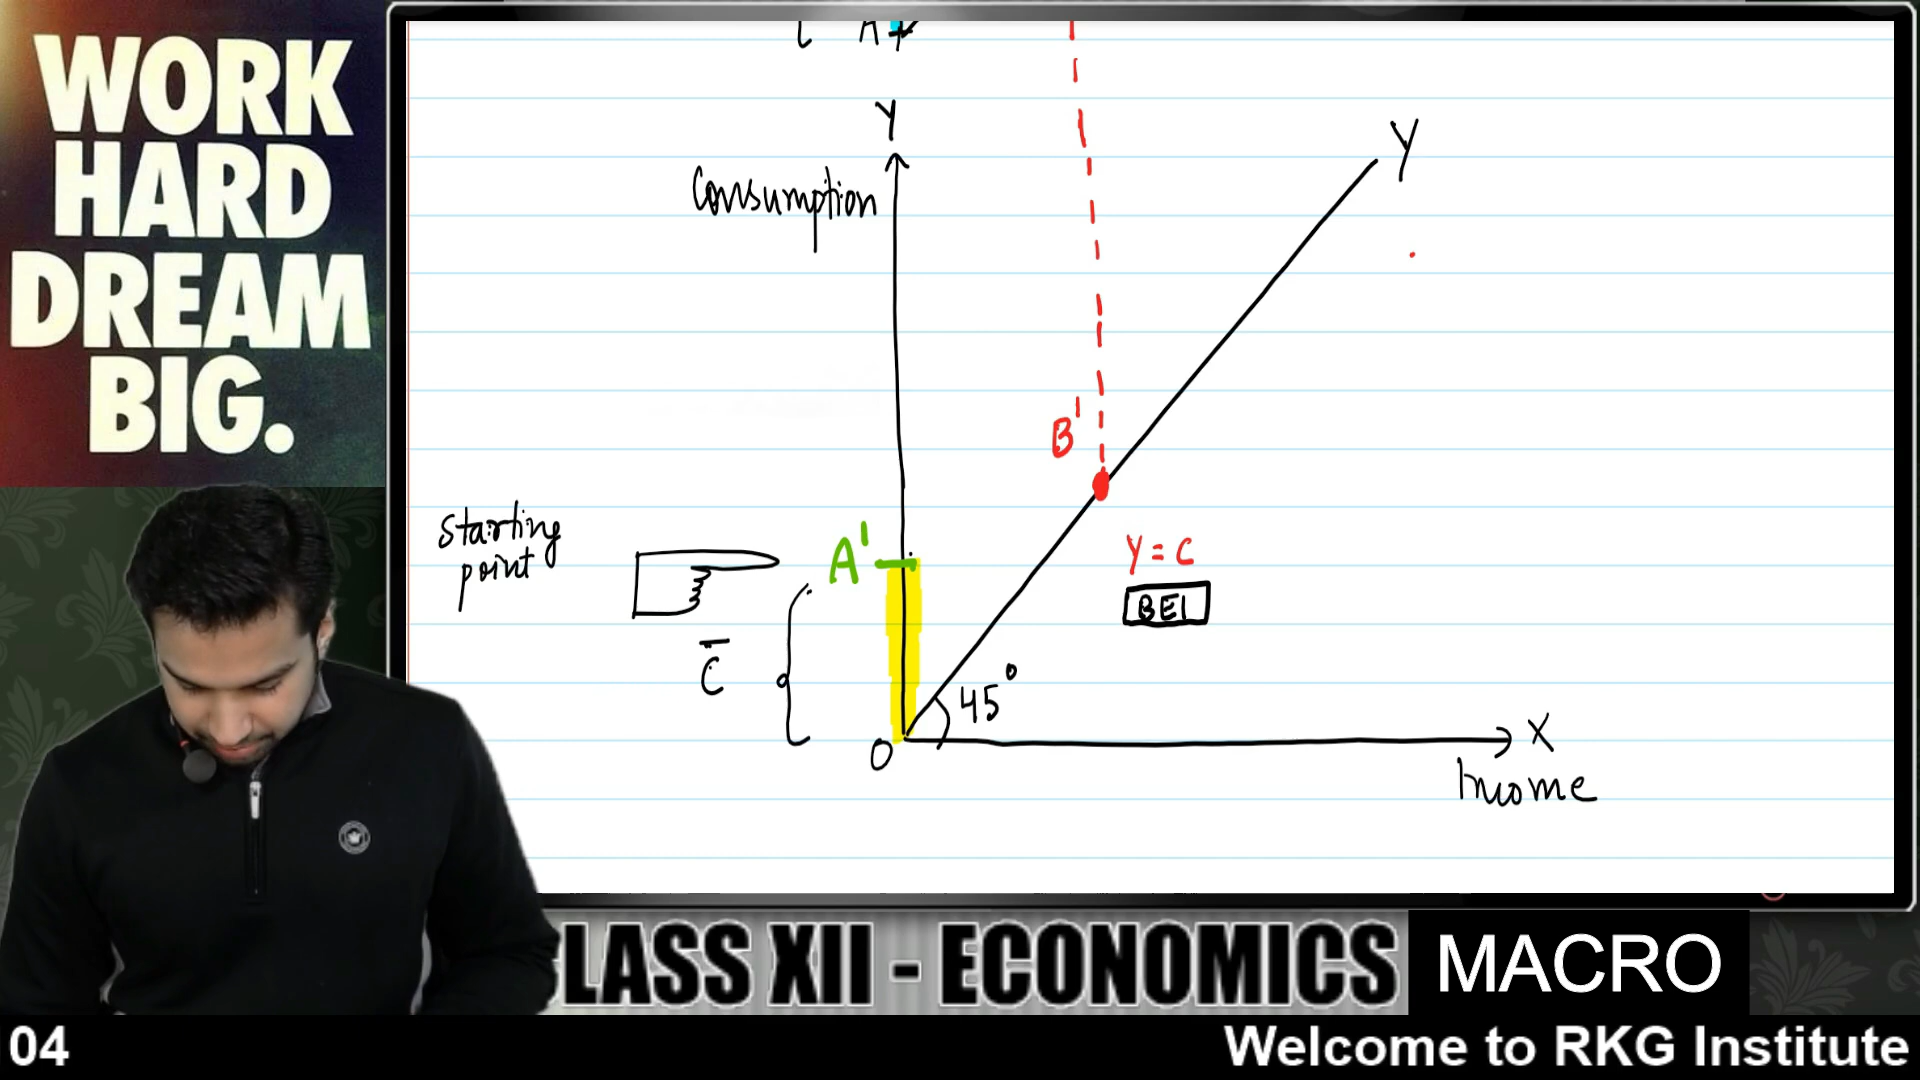 WORK
HARD
DREAM
BIG.
A
Y
Consumption
Y
B'
Starting
point
A'
Y = C
BEI
C̅
45°
O
X
Income
CLASS XII - ECONOMICS
MACRO
04
Welcome to RKG Institute